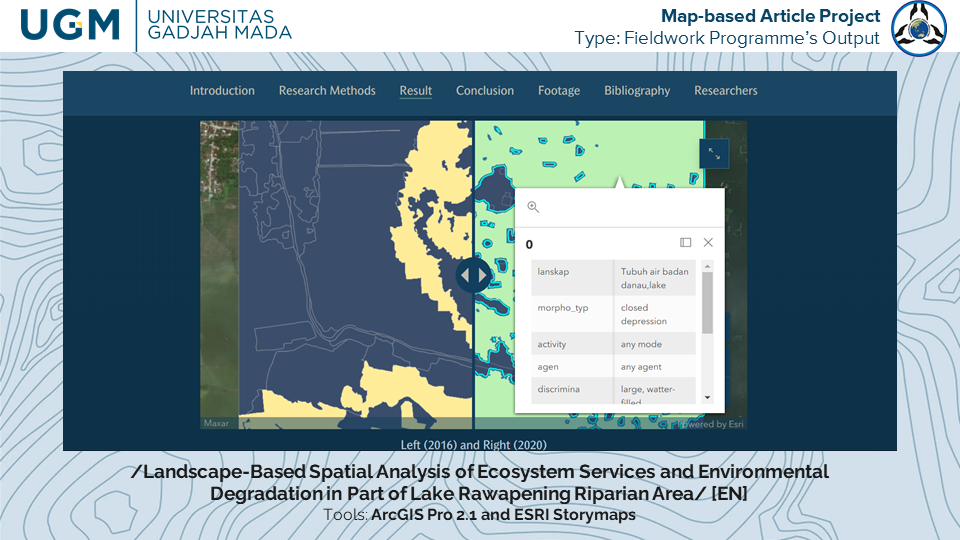 UGM
UNIVERSITAS
GADJAH MADA
Map-based Article Project
Type: Fieldwork Programme's Output
Introduction Research Methods Result Conclusion Footage Bibliography Researchers
0
lanskap Tubuh air badan
danau,lake
morpho_typ closed
depression
activity any mode
agen any agent
discrimina large, watter-
filled
Maxar Powered by Esri
Left (2016) and Right (2020)
/Landscape-Based Spatial Analysis of Ecosystem Services and Environmental
Degradation in Part of Lake Rawapening Riparian Area/ [EN]
Tools: ArcGIS Pro 2.1 and ESRI Storymaps